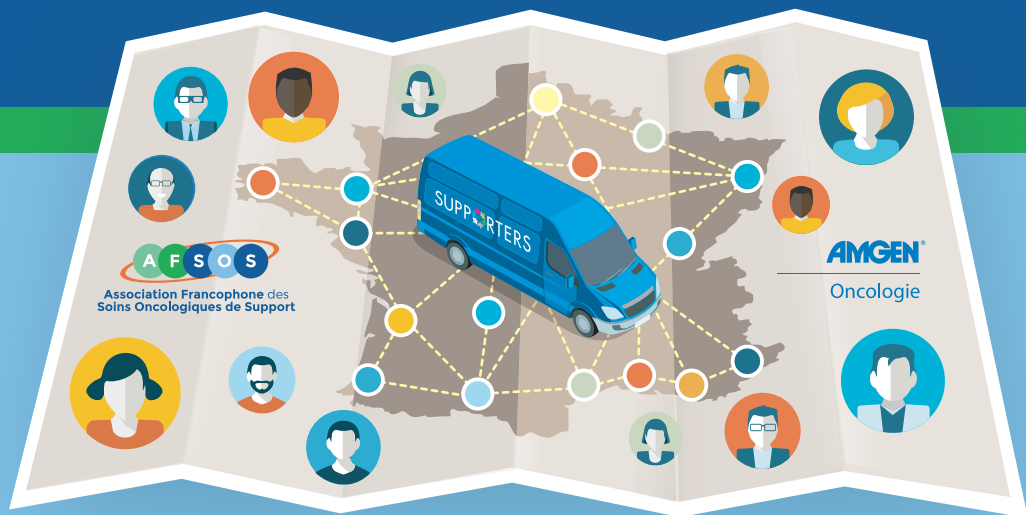 SUPPORTERS
AFSOS
Association Francophone des
Soins Oncologiques de Support
AMGEN®
Oncologie